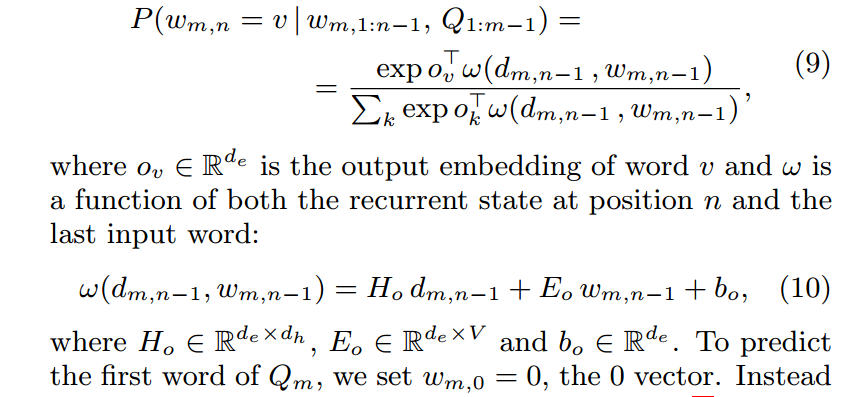 P(w_{m,n} = v | w_{m,1:n−1}, Q_{1:m−1}) =
= \frac{exp o_v^⊤ ω(d_{m,n−1}, w_{m,n−1})}{∑_k exp o_k^⊤ ω(d_{m,n−1}, w_{m,n−1})}, (9)
where o_v ∈ ℝ^{d_e} is the output embedding of word v and ω is
a function of both the recurrent state at position n and the
last input word:
ω(d_{m,n−1}, w_{m,n−1}) = H_o d_{m,n−1} + E_o w_{m,n−1} + b_o, (10)
where H_o ∈ ℝ^{d_e×d_h}, E_o ∈ ℝ^{d_e×V} and b_o ∈ ℝ^{d_e}. To predict
the first word of Q_m, we set w_{m,0} = 0, the 0 vector. Instead